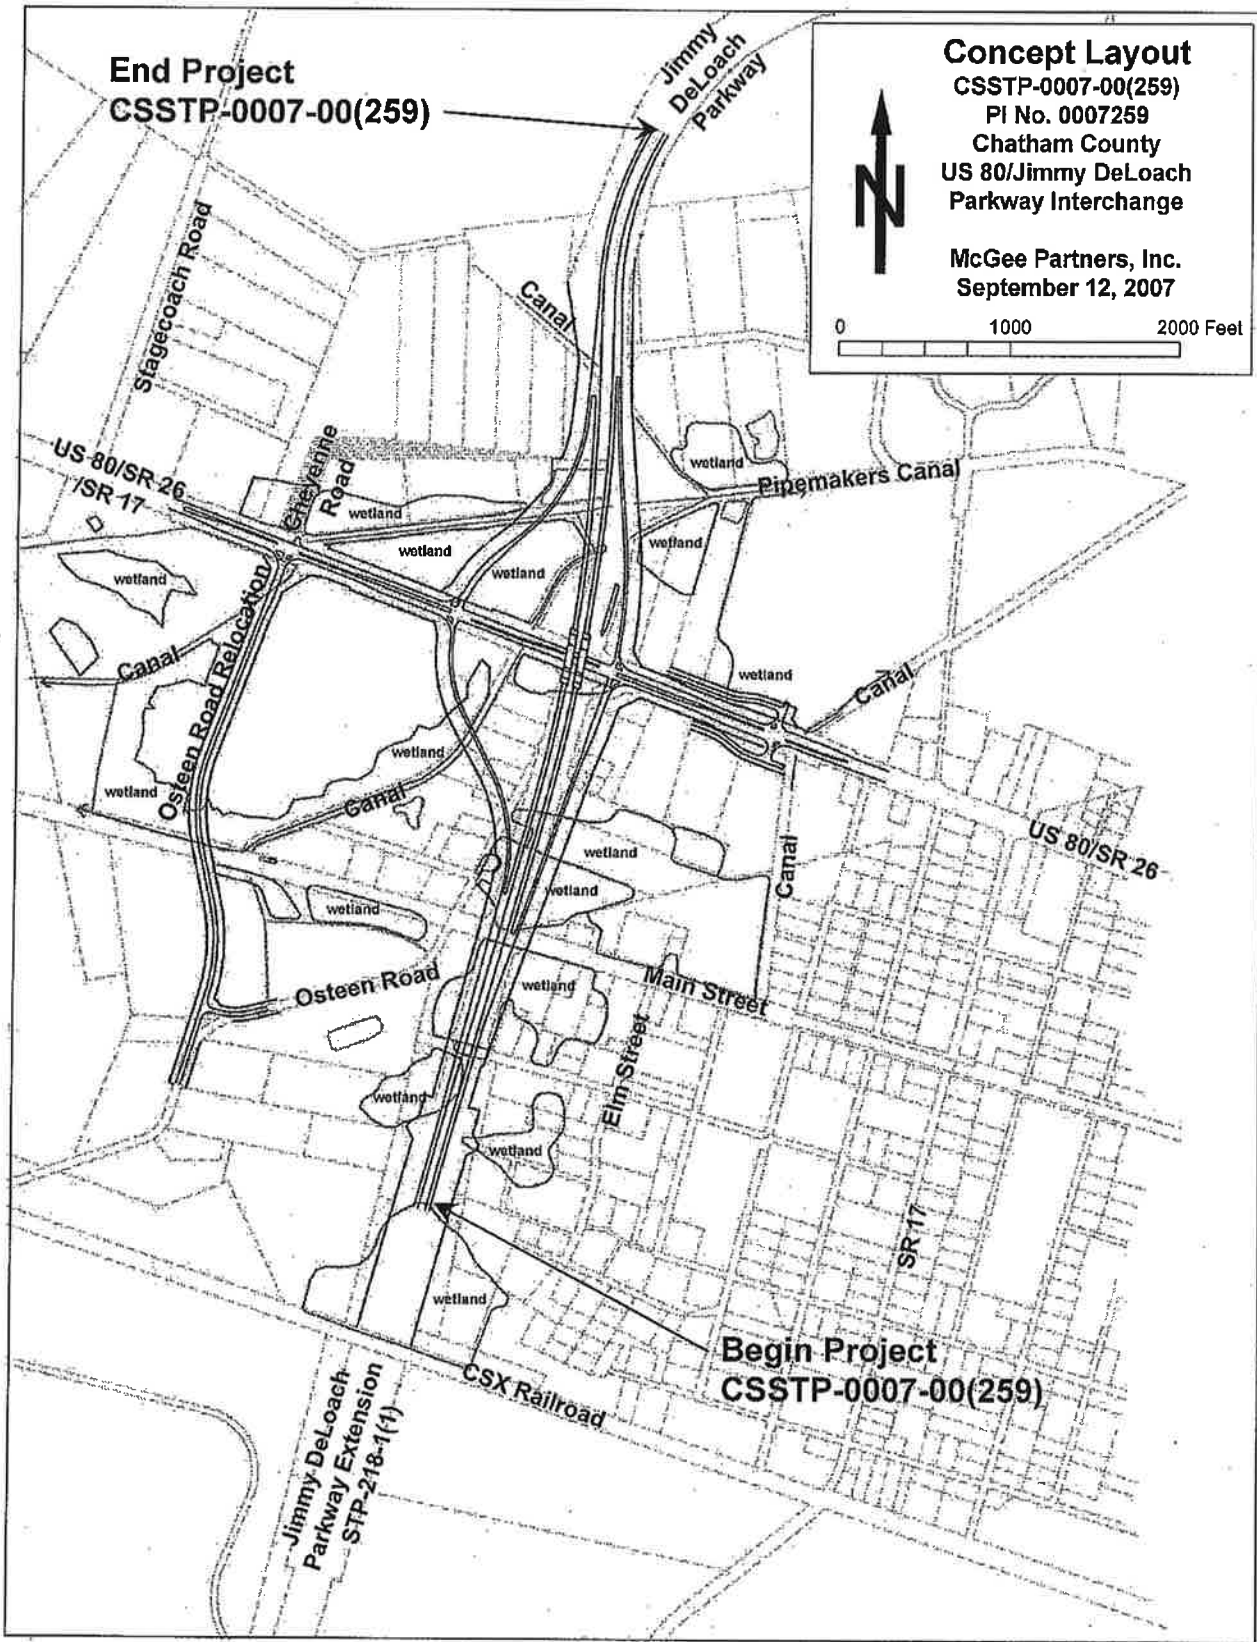 End Project
CSSTP-0007-00(259)
Jimmy
DeLoach
Parkway
Concept Layout
CSSTP-0007-00(259)
PI No. 0007259
Chatham County
US 80/Jimmy DeLoach
Parkway Interchange
McGee Partners, Inc.
September 12, 2007
N
0 1000 2000 Feet
Stagecoach Road
Canal
US 80/SR 26
/SR 17
Cheyenne
Road
wetland
Pipemakers Canal
wetland
wetland
wetland
wetland
wetland
Canal
Osteen Road Relocation
wetland
Canal
wetland
wetland
Canal
US 80/SR 26
wetland
Canal
wetland
wetland
Osteen Road
wetland
Main Street
Elm Street
wetland
wetland
SR 17
wetland
Begin Project
CSSTP-0007-00(259)
CSX Railroad
Jimmy DeLoach
Parkway Extension
STP-218-1(1)